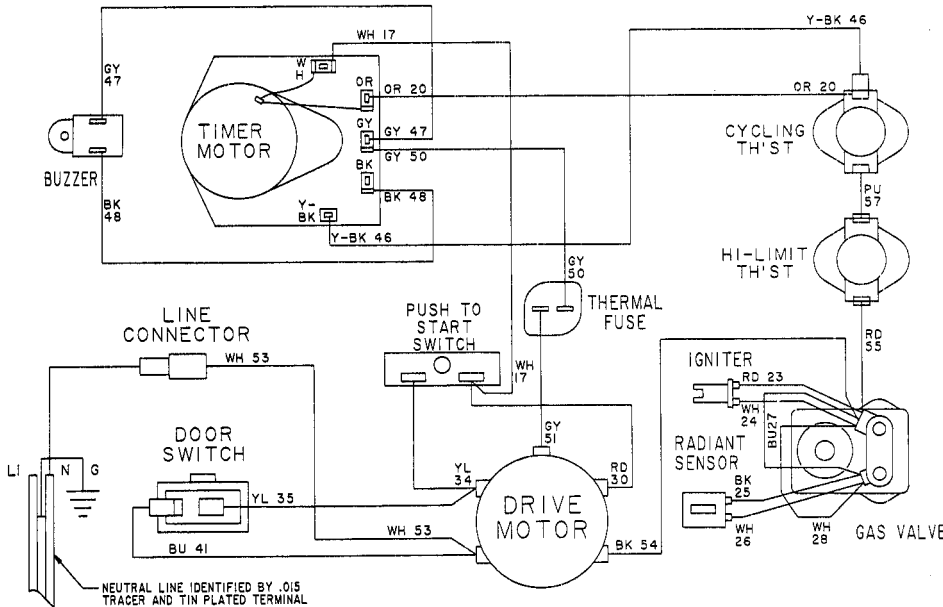 Y-BK 46
WH 17
GY
47
W
H
OR
OR 20
OR 20
TIMER
MOTOR
GY
GY 47
GY 50
CYCLING
TH'ST
BUZZER
BK
BK 48
BK
48
Y-
BK
Y-BK 46
PU
57
GY
50
HI-LIMIT
TH'ST
THERMAL
FUSE
LINE
CONNECTOR
PUSH TO
START
SWITCH
WH 53
WH
17
RD
55
IGNITER
RD 23
WH
24
BU27
DOOR
SWITCH
GY
51
RADIANT
SENSOR
L1
N
G
YL
34
RD
30
YL 35
DRIVE
MOTOR
BK
25
WH 53
WH
26
WH
28
GAS VALVE
BU 41
BK 54
NEUTRAL LINE IDENTIFIED BY .015
TRACER AND TIN PLATED TERMINAL